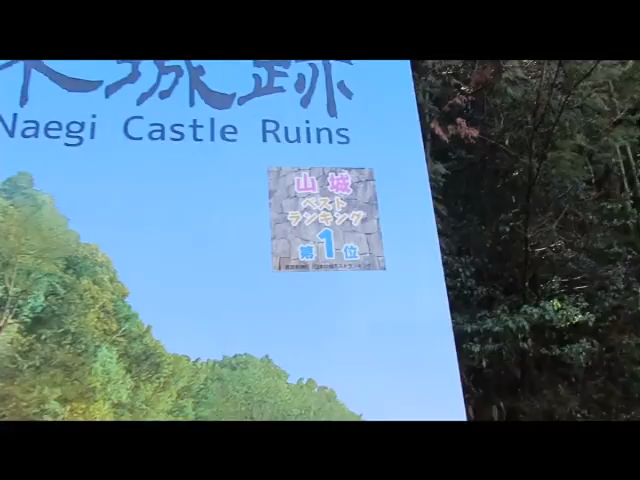 木城跡
Naegi Castle Ruins
山城
ベスト
ランキング
第1位